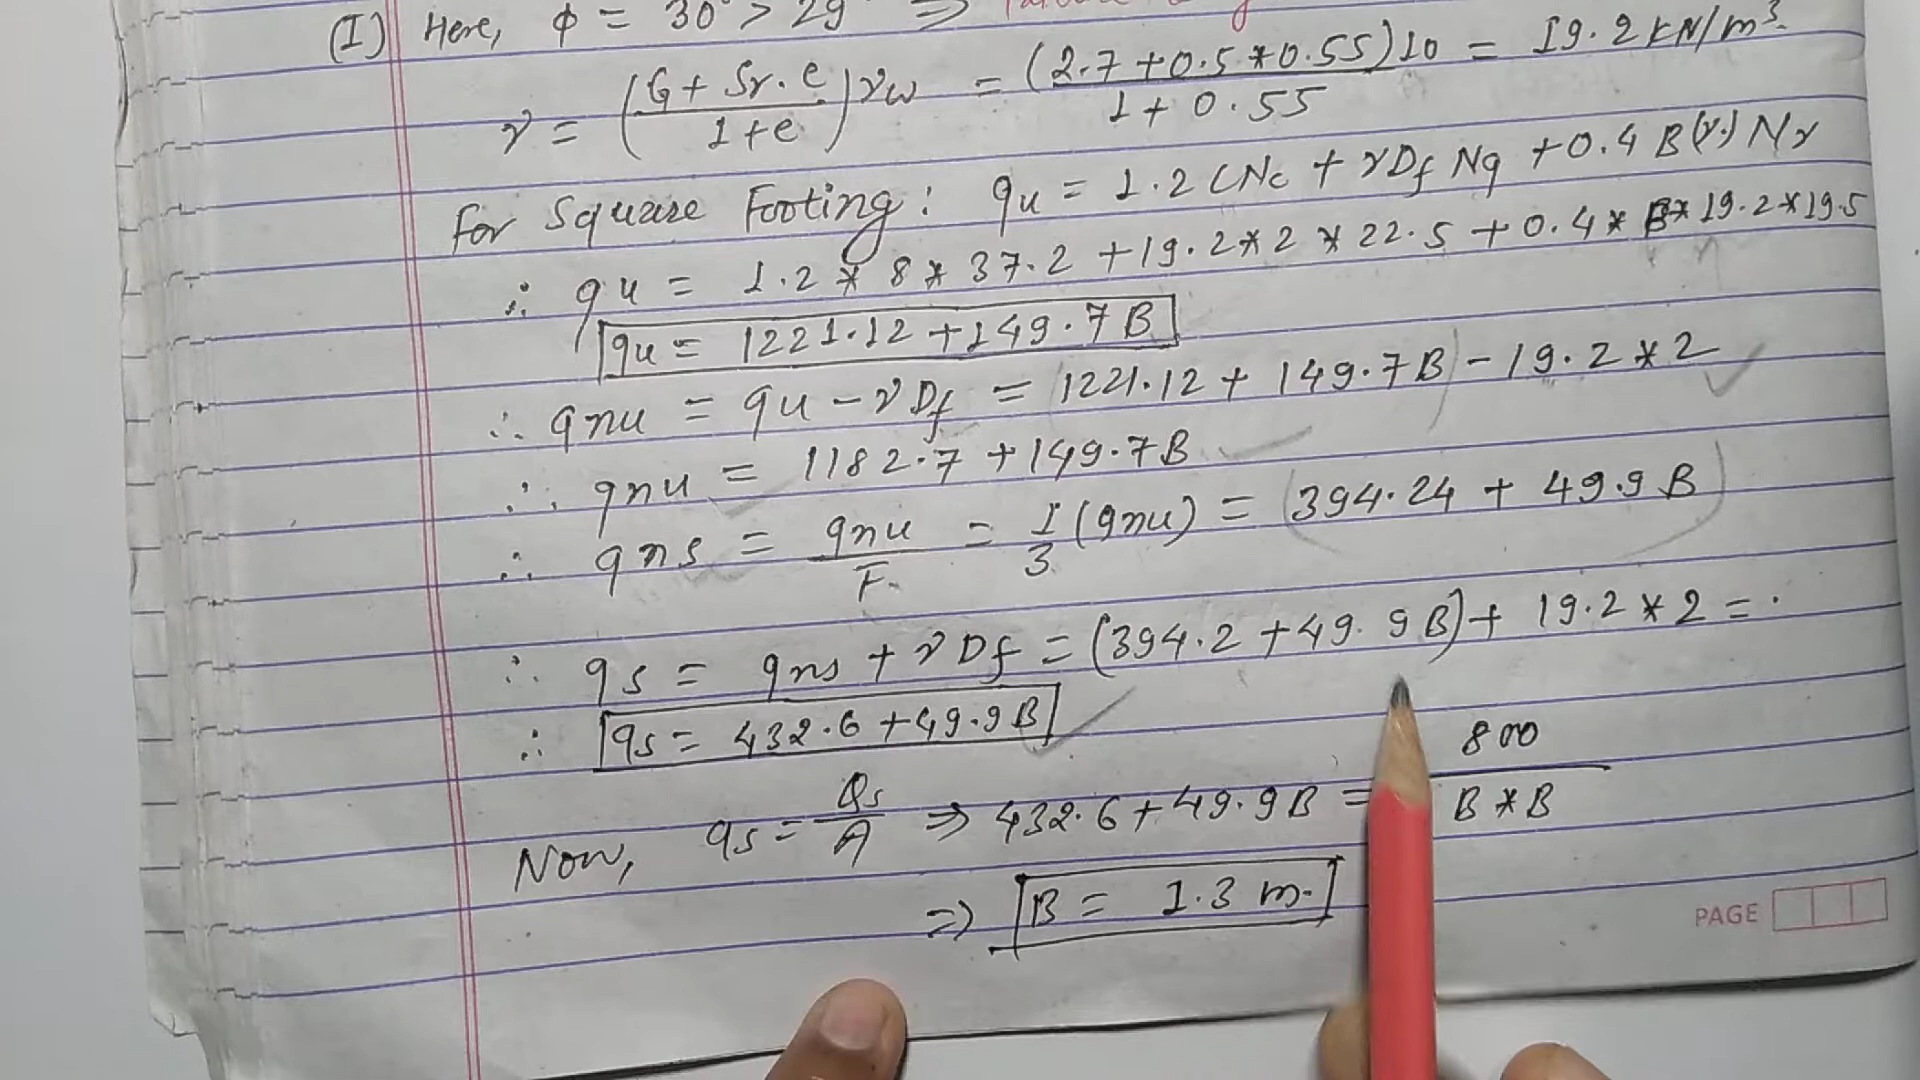 (I) Here, φ = 30° > 29 ⇒
γ = (G + Sr.e / 1+e) γw = (2.7 + 0.5 * 0.55)10 / 1 + 0.55 = 19.2 kN/m³.
For Square Footing: qu = 1.2 CNc + γDf Nq + 0.4 B(γ) Nγ
∴ qu = 1.2 * 8 * 37.2 + 19.2 * 2 * 22.5 + 0.4 * B * 19.2 * 19.5
qu = 1221.12 + 149.7 B
∴ qnu = qu - γDf = (1221.12 + 149.7B) - 19.2 * 2
∴ qnu = 1182.7 + 149.7B
∴ qns = qnu / F = 1/3 (qnu) = (394.24 + 49.9 B)
∴ qs = qns + γDf = (394.2 + 49.9B) + 19.2 * 2 = .
∴ qs = 432.6 + 49.9B
Now, qs = Qs / A ⇒ 432.6 + 49.9B = 800 / B * B
⇒ B = 1.3 m.
PAGE